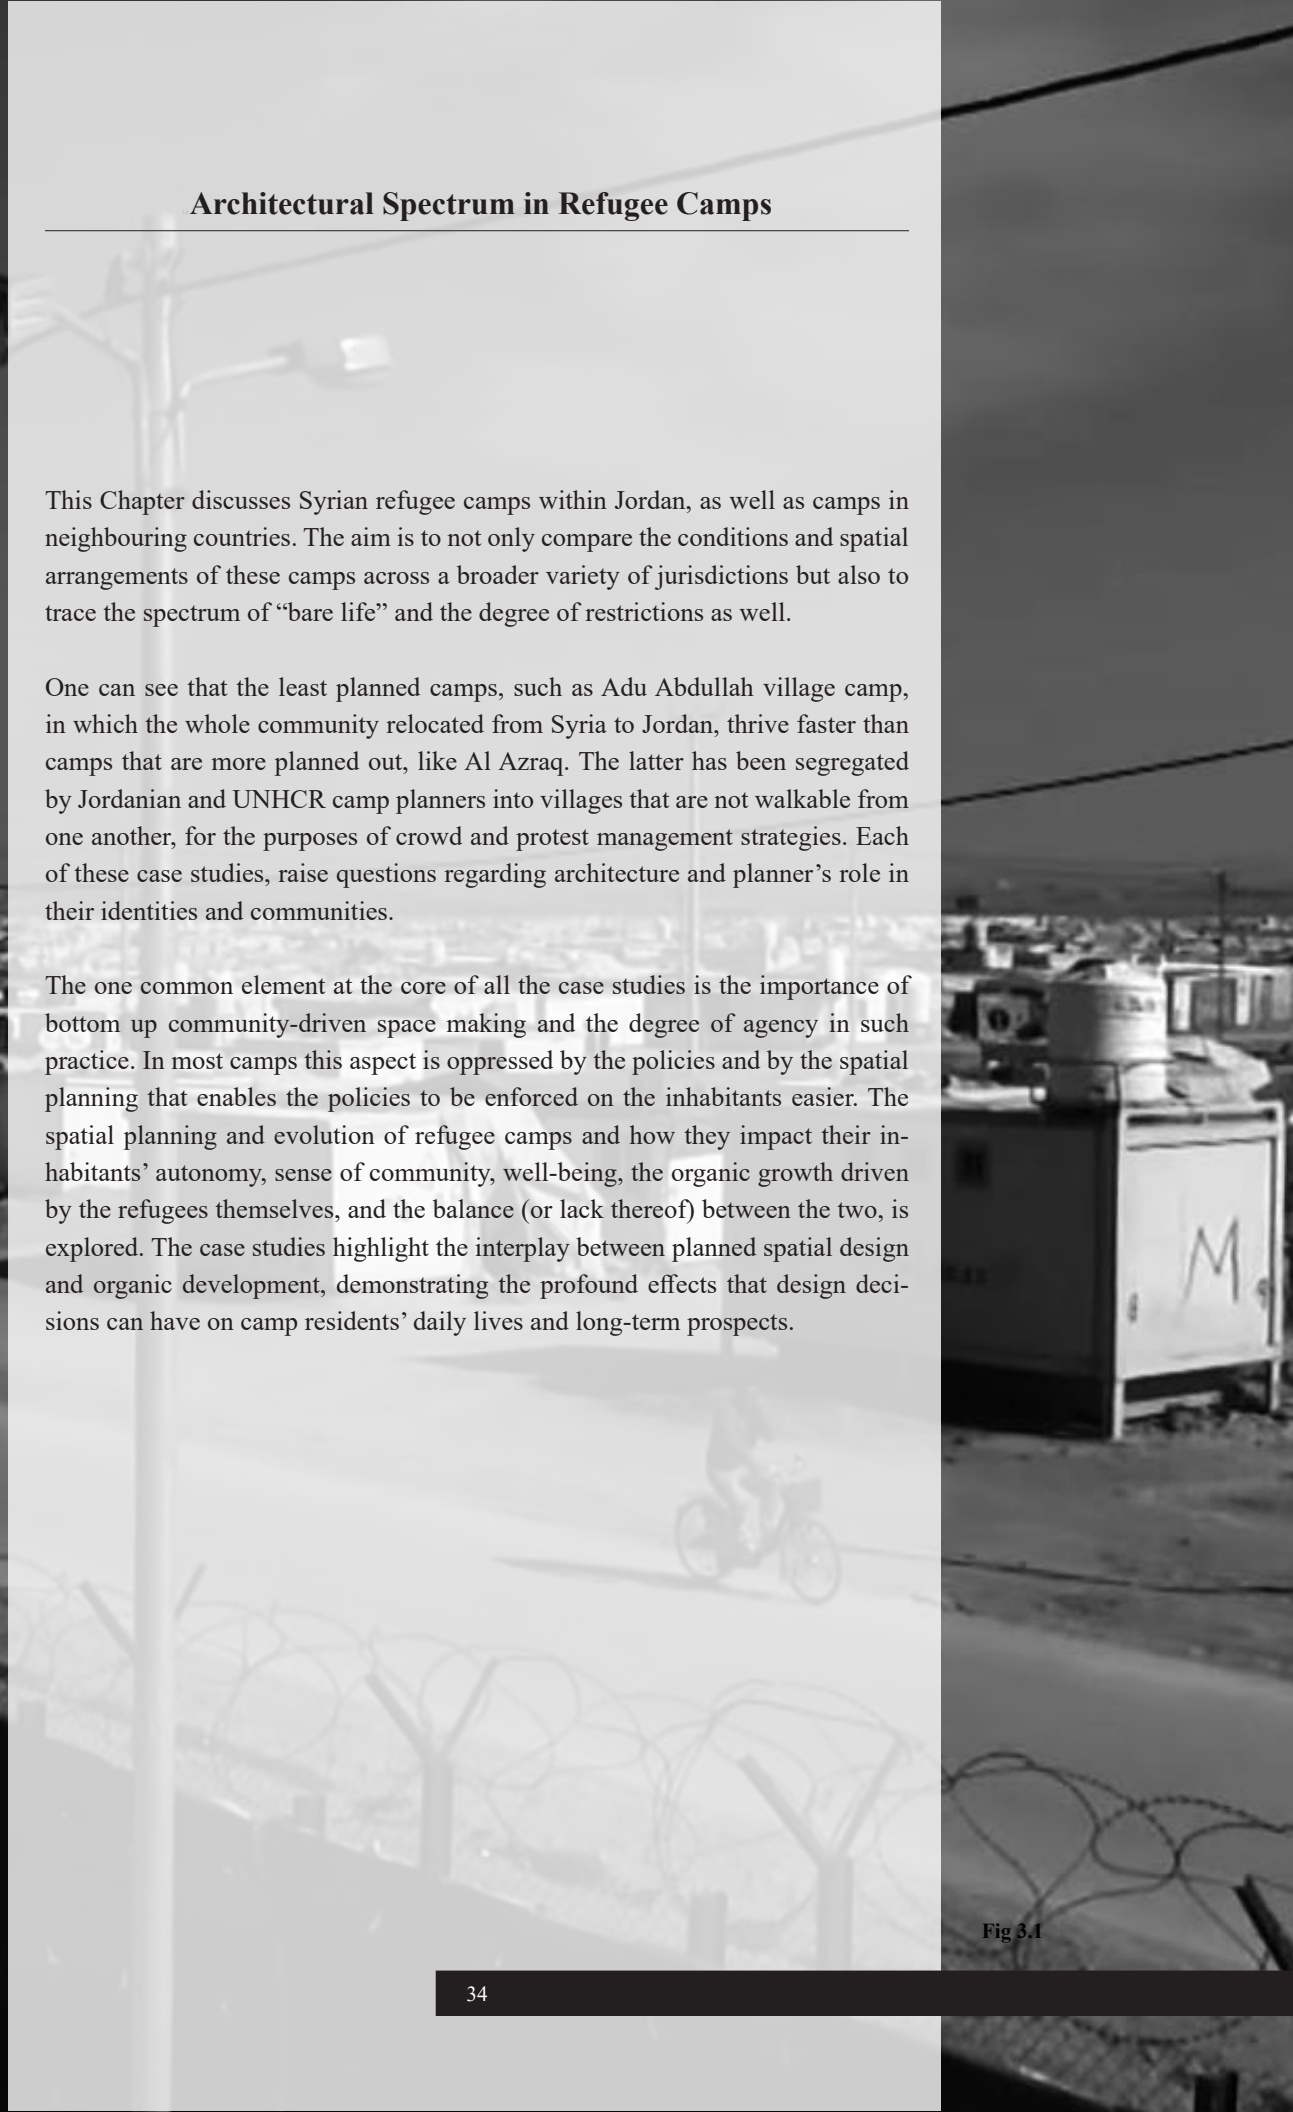 Architectural Spectrum in Refugee Camps
This Chapter discusses Syrian refugee camps within Jordan, as well as camps in
neighbouring countries. The aim is to not only compare the conditions and spatial
arrangements of these camps across a broader variety of jurisdictions but also to
trace the spectrum of “bare life” and the degree of restrictions as well.
One can see that the least planned camps, such as Adu Abdullah village camp,
in which the whole community relocated from Syria to Jordan, thrive faster than
camps that are more planned out, like Al Azraq. The latter has been segregated
by Jordanian and UNHCR camp planners into villages that are not walkable from
one another, for the purposes of crowd and protest management strategies. Each
of these case studies, raise questions regarding architecture and planner’s role in
their identities and communities.
The one common element at the core of all the case studies is the importance of
bottom up community-driven space making and the degree of agency in such
practice. In most camps this aspect is oppressed by the policies and by the spatial
planning that enables the policies to be enforced on the inhabitants easier. The
spatial planning and evolution of refugee camps and how they impact their in-
habitants’ autonomy, sense of community, well-being, the organic growth driven
by the refugees themselves, and the balance (or lack thereof) between the two, is
explored. The case studies highlight the interplay between planned spatial design
and organic development, demonstrating the profound effects that design deci-
sions can have on camp residents’ daily lives and long-term prospects.
M
Fig 3.1
34